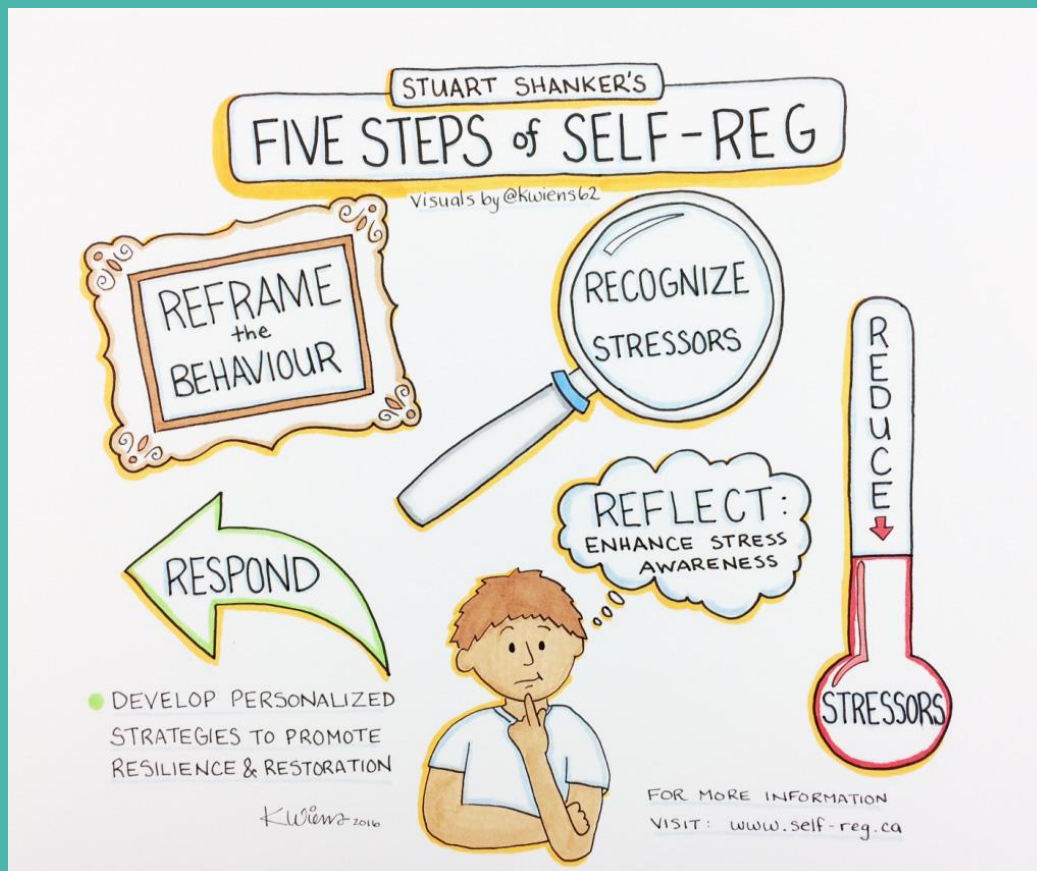 STUART SHANKER'S
FIVE STEPS of SELF-REG
Visuals by @kwiens62
REFRAME
the
BEHAVIOUR
RECOGNIZE
STRESSORS
REDUCE
STRESSORS
REFLECT:
ENHANCE STRESS
AWARENESS
RESPOND
DEVELOP PERSONALIZED
STRATEGIES TO PROMOTE
RESILIENCE & RESTORATION
KWiens 2016
FOR MORE INFORMATION
VISIT: www.self-reg.ca